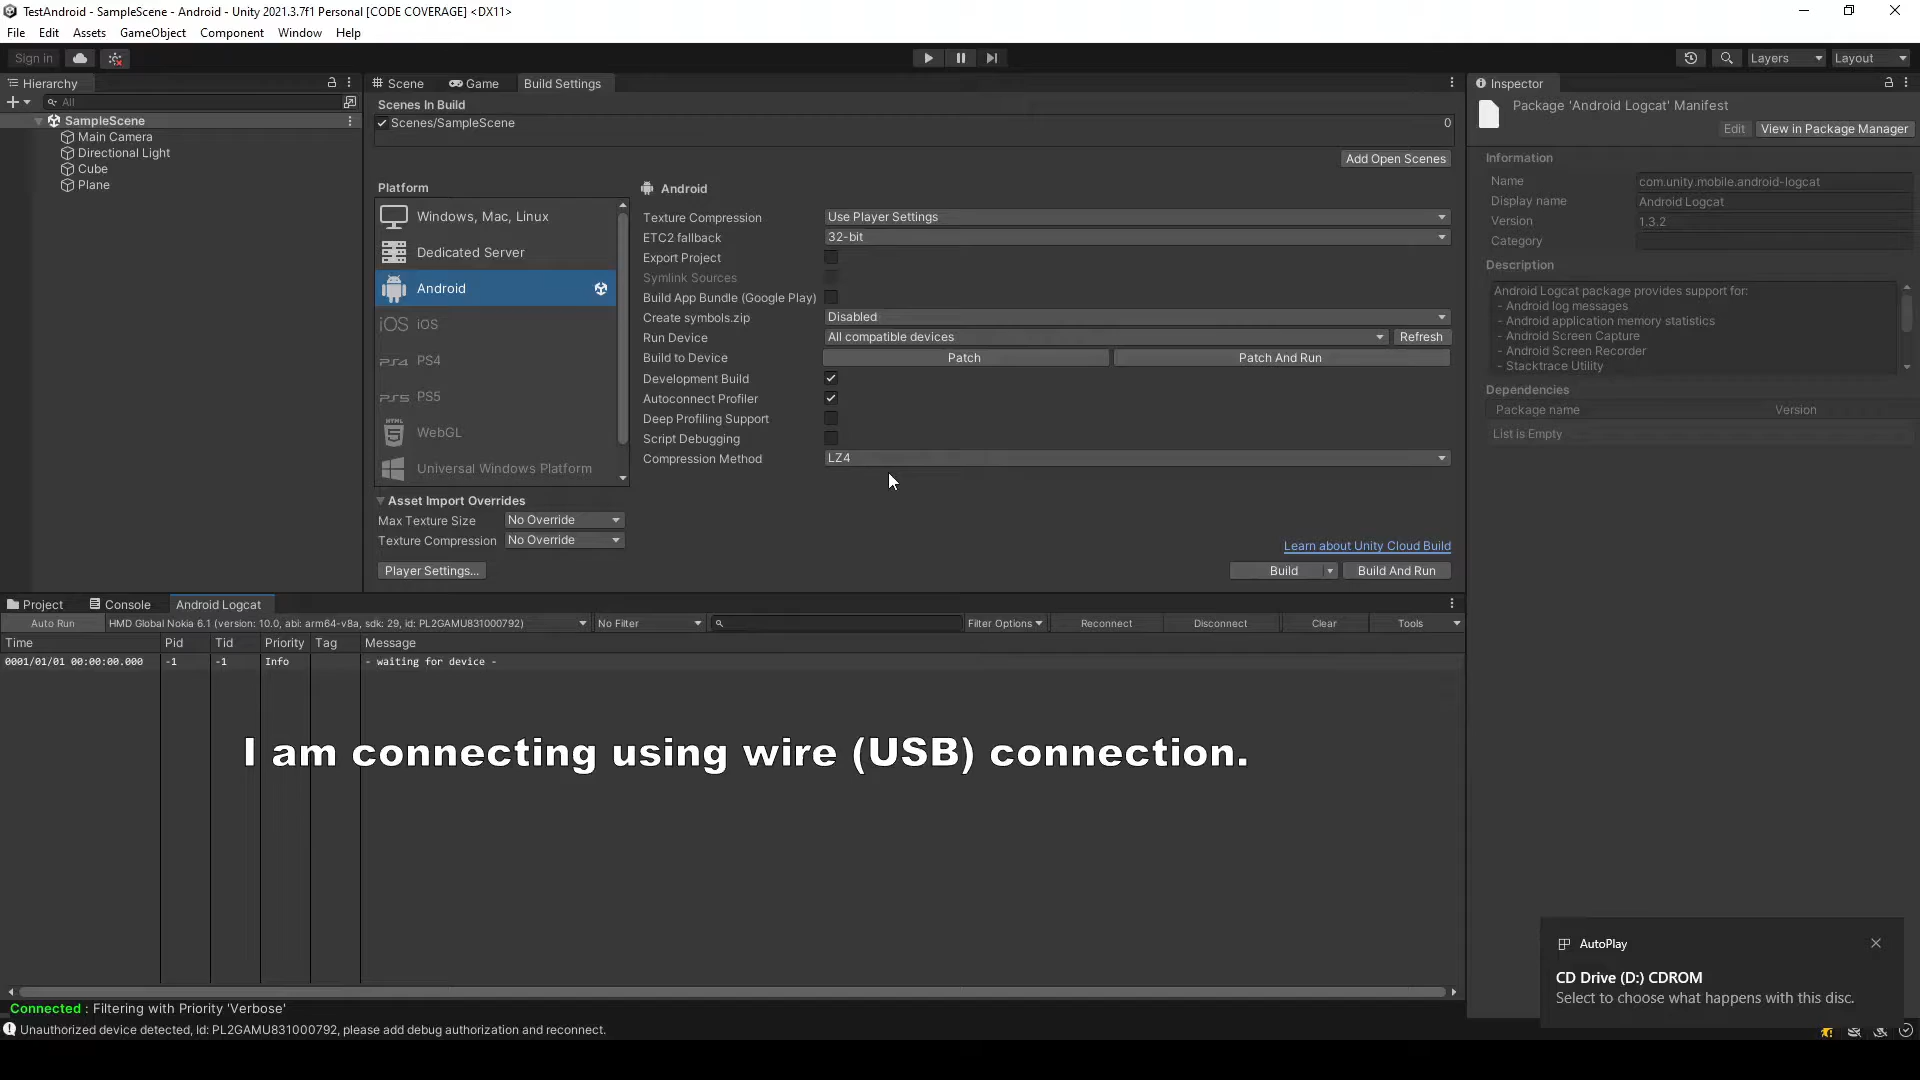 TestAndroid - SampleScene - Android - Unity 2021.3.7f1 Personal [CODE COVERAGE] <DX11>
File Edit Assets GameObject Component Window Help
Sign in
Layers
Layout
Hierarchy
All
SampleScene
Main Camera
Directional Light
Cube
Plane
Scene
Game
Build Settings
Scenes In Build
Scenes/SampleScene 0
Add Open Scenes
Platform
Windows, Mac, Linux
Dedicated Server
Android
iOS iOS
PS4 PS4
PS5 PS5
HTML 5 WebGL
Universal Windows Platform
Asset Import Overrides
Max Texture Size No Override
Texture Compression No Override
Player Settings...
Android
Texture Compression Use Player Settings
ETC2 fallback 32-bit
Export Project
Symlink Sources
Build App Bundle (Google Play)
Create symbols.zip Disabled
Run Device All compatible devices Refresh
Build to Device Patch Patch And Run
Development Build
Autoconnect Profiler
Deep Profiling Support
Script Debugging
Compression Method LZ4
Learn about Unity Cloud Build
Build Build And Run
Inspector
Package 'Android Logcat' Manifest
Edit View in Package Manager
Information
Name com.unity.mobile.android-logcat
Display name Android Logcat
Version 1.3.2
Category
Description
Android Logcat package provides support for:
- Android log messages
- Android application memory statistics
- Android Screen Capture
- Android Screen Recorder
- Stacktrace Utility
Dependencies
Package name Version
List is Empty
Project Console Android Logcat
Auto Run HMD Global Nokia 6.1 (version: 10.0, abi: arm64-v8a, sdk: 29, id: PL2GAMU831000792) No Filter Filter Options Reconnect Disconnect Clear Tools
Time Pid Tid Priority Tag Message
0001/01/01 00:00:00.000 -1 -1 Info - waiting for device -
I am connecting using wire (USB) connection.
AutoPlay
CD Drive (D:) CDROM
Select to choose what happens with this disc.
Connected : Filtering with Priority 'Verbose'
Unauthorized device detected, Id: PL2GAMU831000792, please add debug authorization and reconnect.